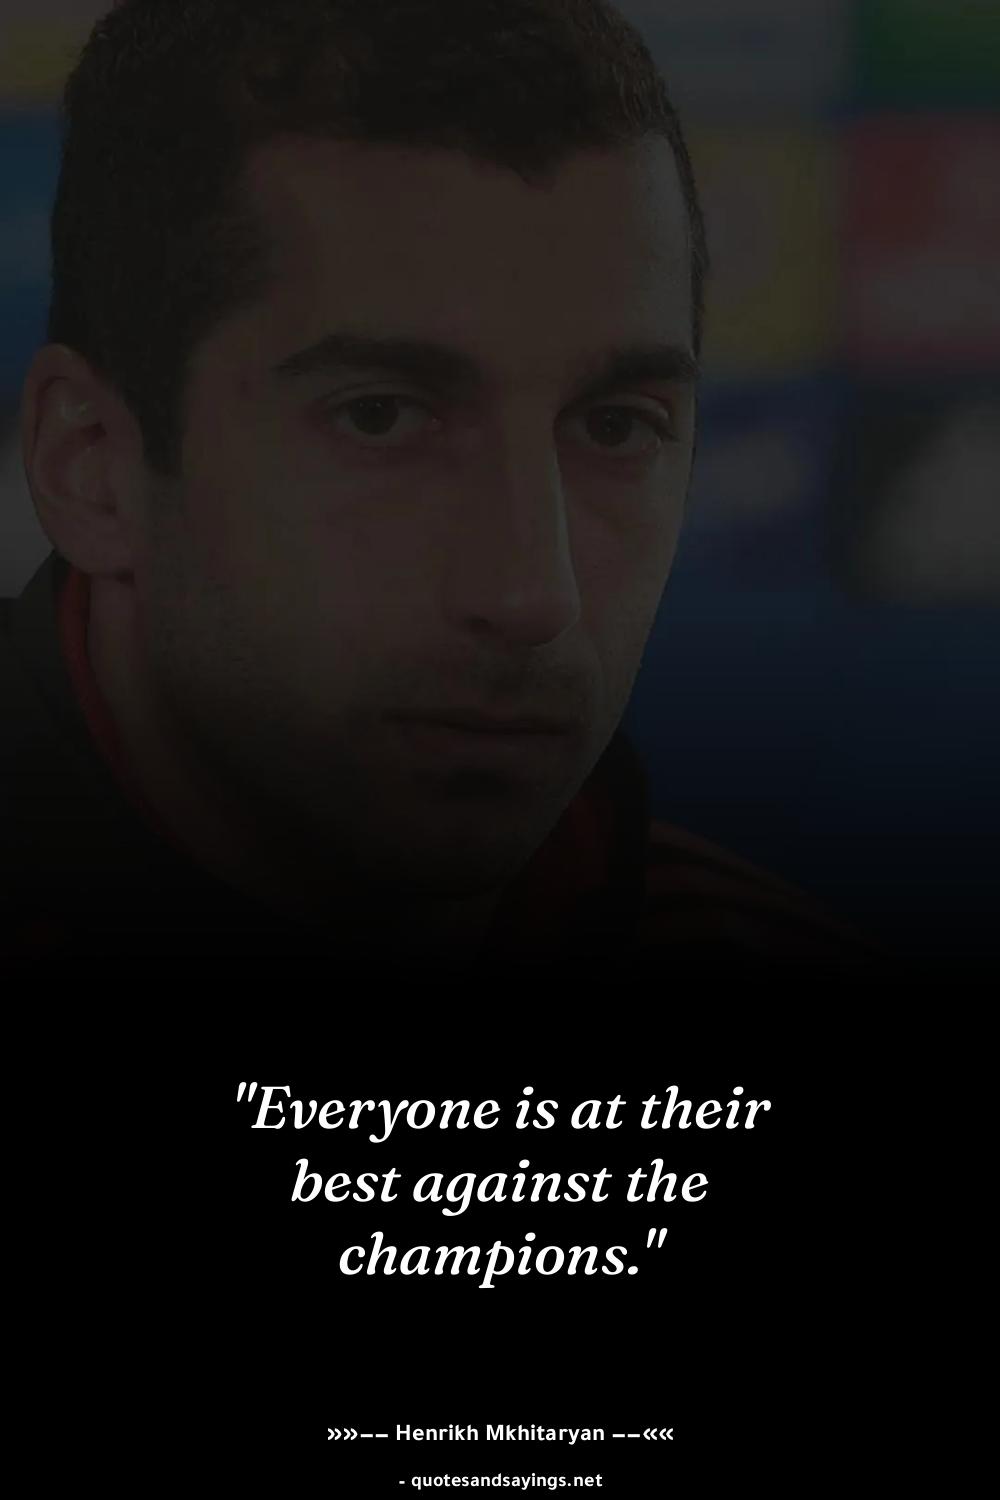 "Everyone is at their
best against the
champions."
»»−− Henrikh Mkhitaryan −−««
- quotesandsayings.net